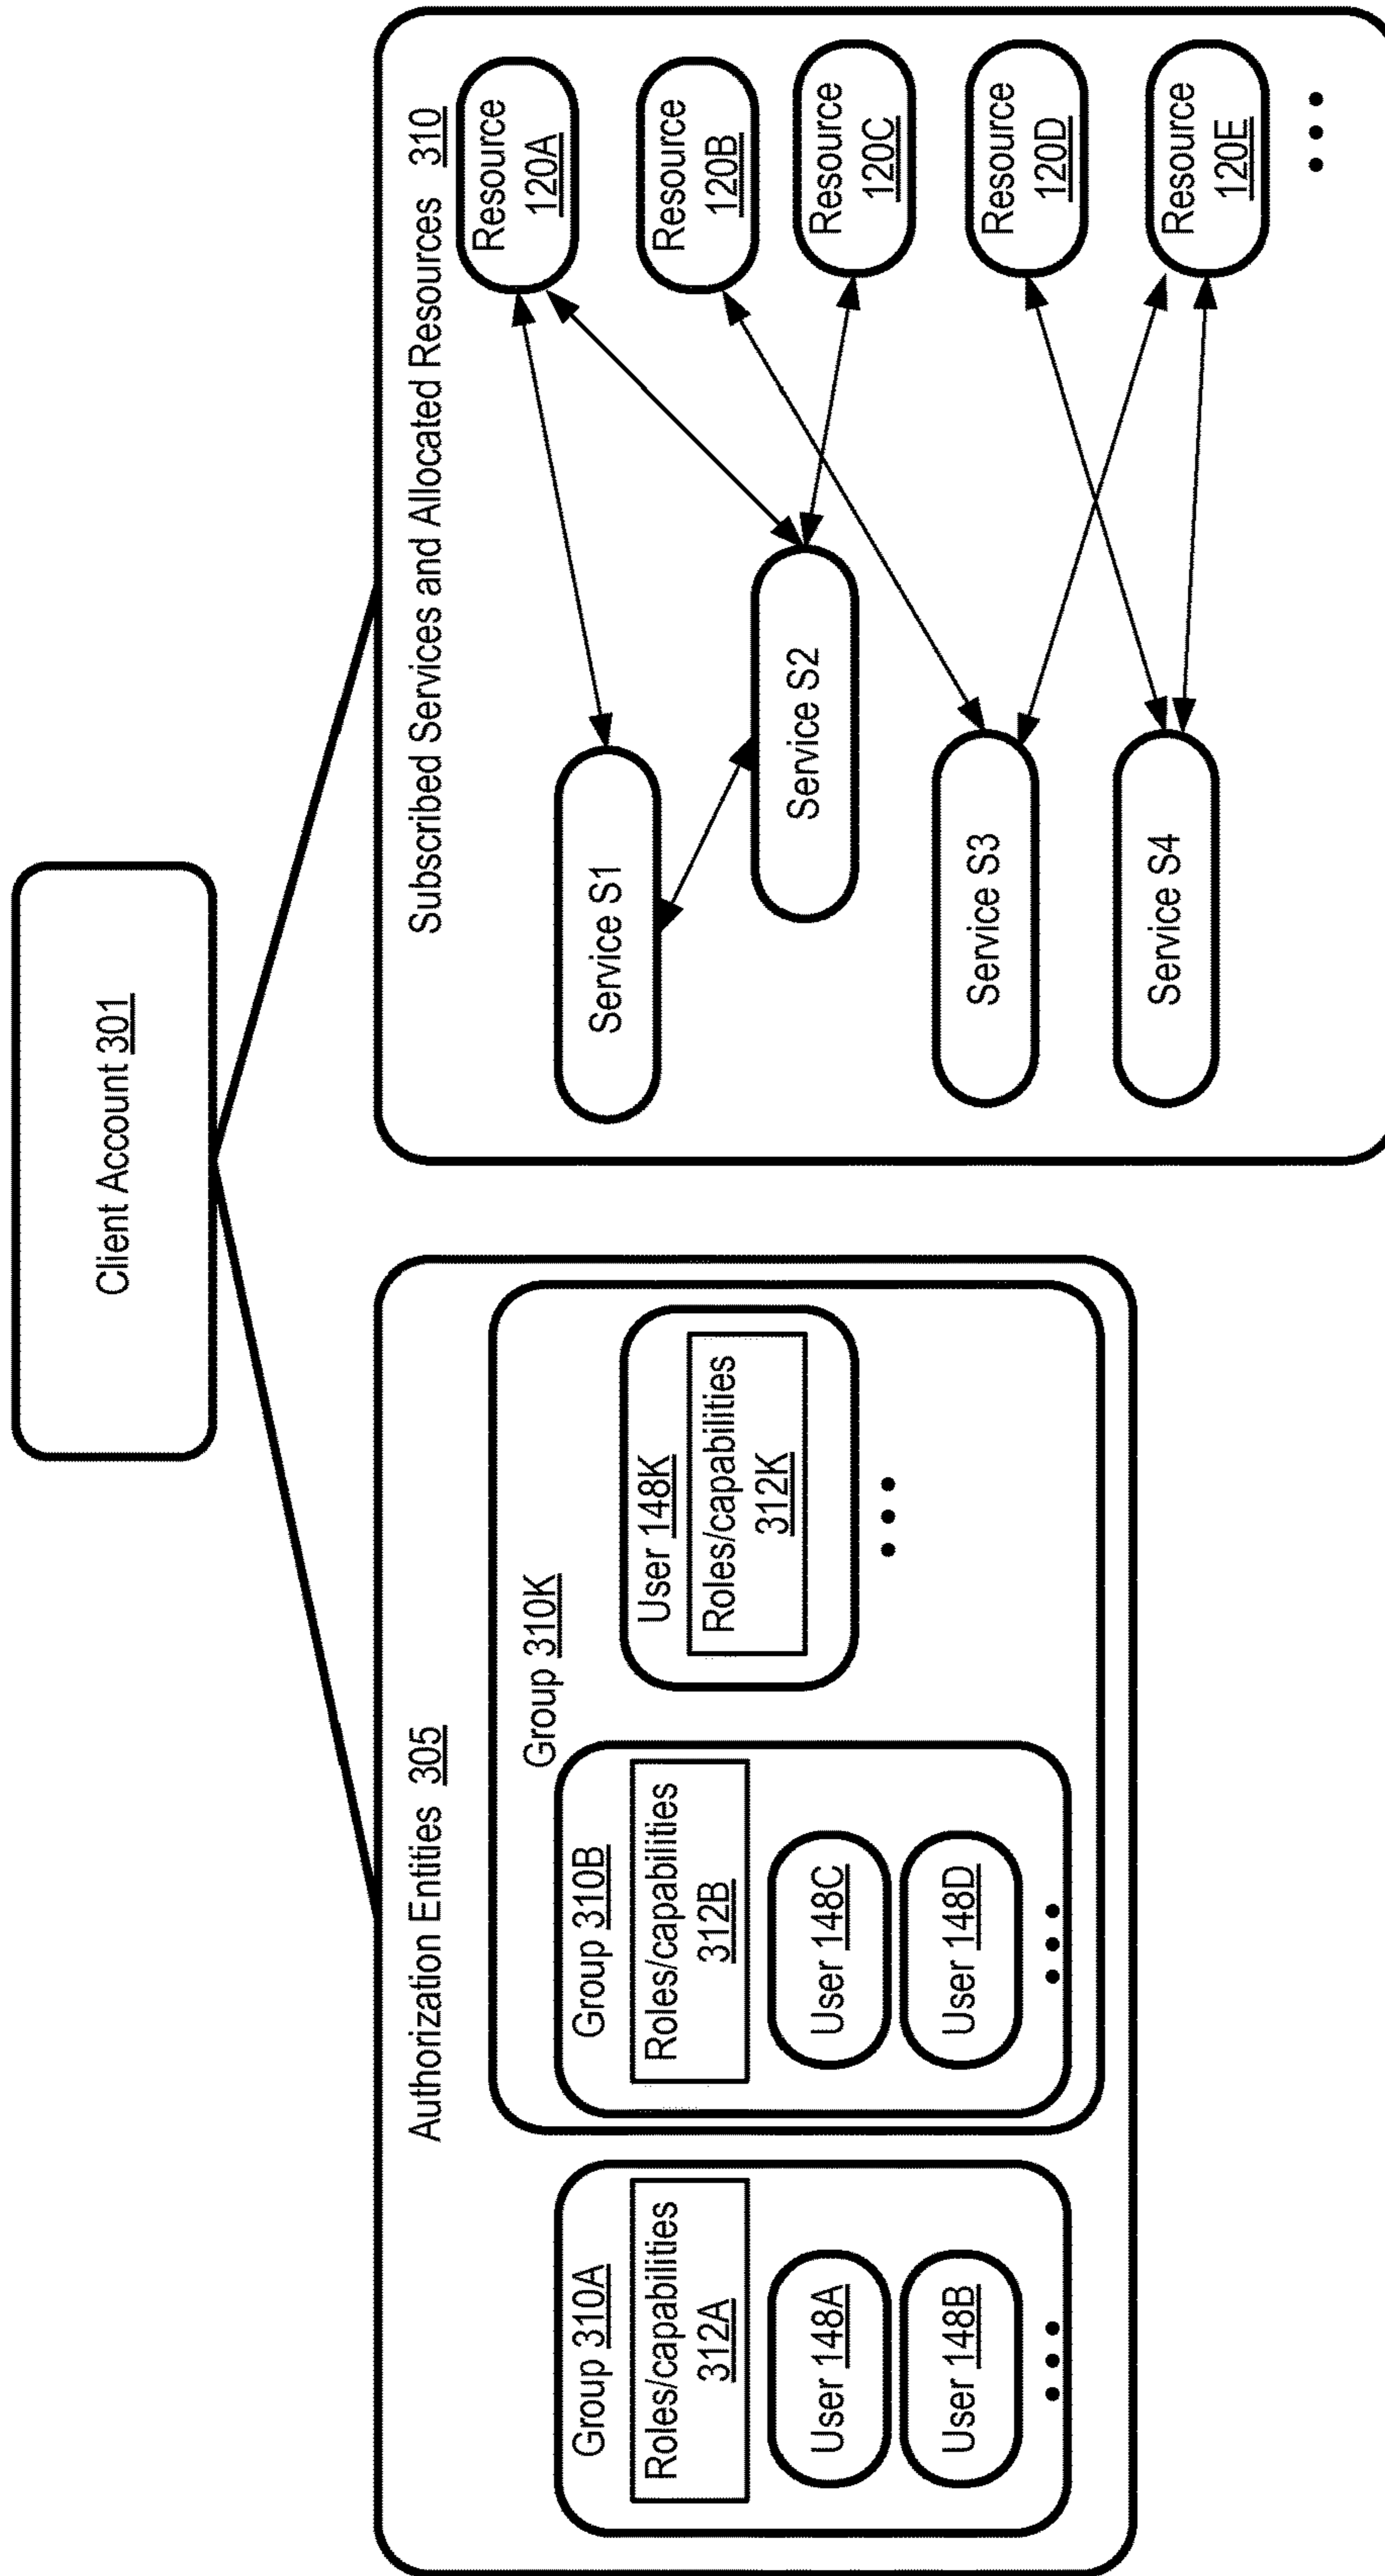 Client Account 301
Authorization Entities 305
Group 310A
Roles/capabilities
312A
User 148A
User 148B
Group 310K
Group 310B
Roles/capabilities
312B
User 148C
User 148D
User 148K
Roles/capabilities
312K
Subscribed Services and Allocated Resources 310
Service S1
Service S2
Service S3
Service S4
Resource
120A
Resource
120B
Resource
120C
Resource
120D
Resource
120E